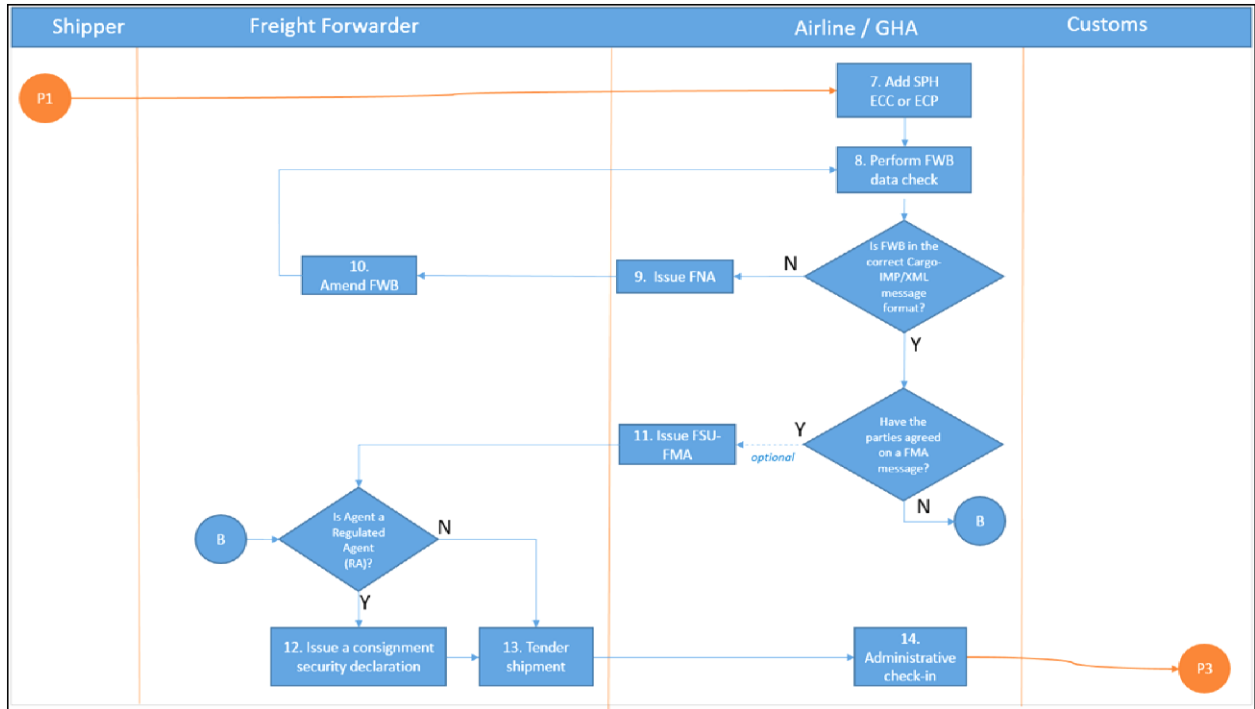 Shipper
Freight Forwarder
Airline / GHA
Customs
P1
7. Add SPH
ECC or ECP
8. Perform FWB
data check
Is FWB in the
correct Cargo-
IMP/XML
message
format?
N
9. Issue FNA
10.
Amend FWB
Y
Have the
parties agreed
on a FMA
message?
Y
optional
11. Issue FSU-
FMA
N
B
B
Is Agent a
Regulated
Agent
(RA)?
N
Y
12. Issue a consignment
security declaration
13. Tender
shipment
14.
Administrative
check-in
P3